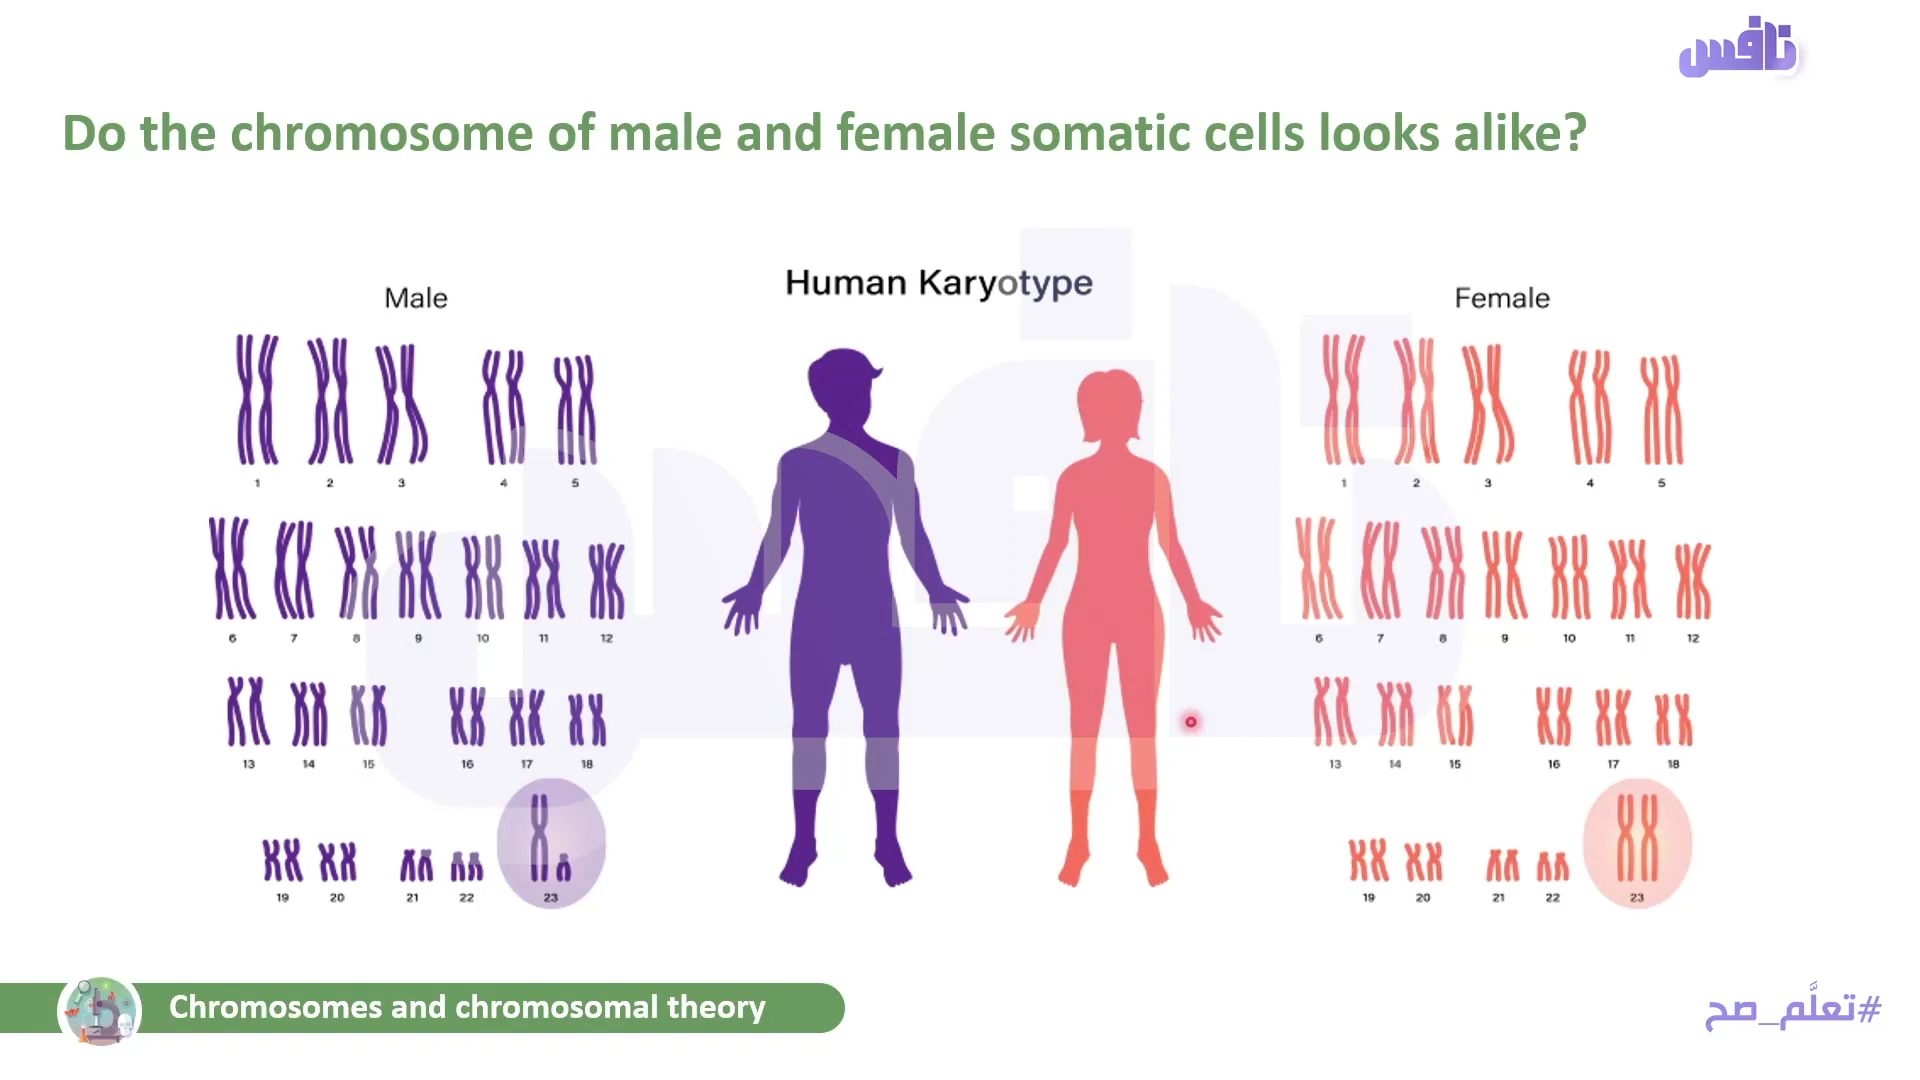 نافس
Do the chromosome of male and female somatic cells looks alike?
Human Karyotype
Male
Female
1 2 3 4 5
6 7 8 9 10 11 12
13 14 15 16 17 18
19 20 21 22 23
1 2 3 4 5
6 7 8 9 10 11 12
13 14 15 16 17 18
19 20 21 22 23
Chromosomes and chromosomal theory
#تعلَّم_صح